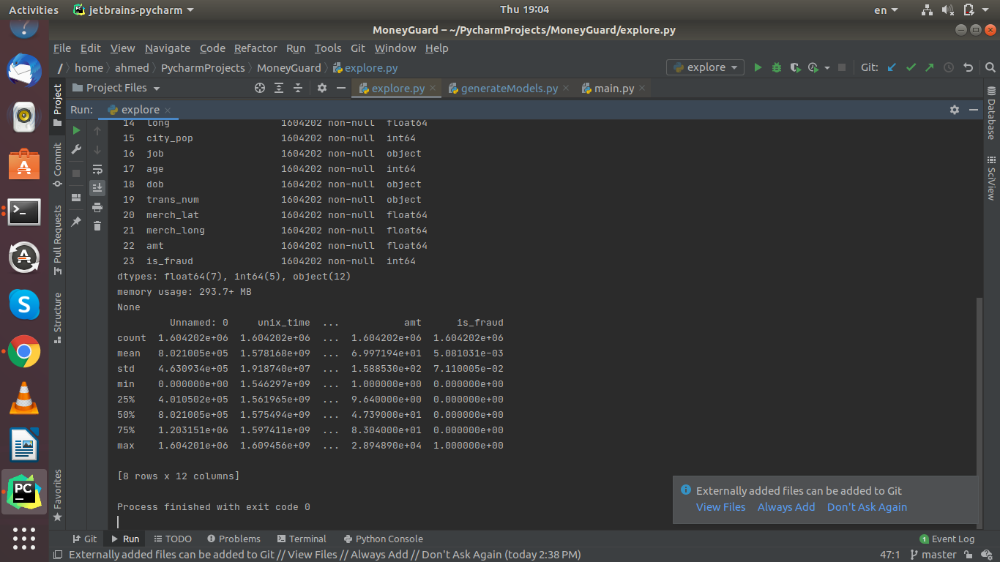 Activities jetbrains-pycharm Thu 19:04 en
MoneyGuard – ~/PycharmProjects/MoneyGuard/explore.py
File Edit View Navigate Code Refactor Run Tools Git Window Help
/ home ahmed PycharmProjects MoneyGuard explore.py explore Git:
Project Files explore.py generateModels.py main.py
Run: explore
14 long 1604202 non-null float64
15 city_pop 1604202 non-null int64
16 job 1604202 non-null object
17 age 1604202 non-null int64
18 dob 1604202 non-null object
19 trans_num 1604202 non-null object
20 merch_lat 1604202 non-null float64
21 merch_long 1604202 non-null float64
22 amt 1604202 non-null float64
23 is_fraud 1604202 non-null int64
dtypes: float64(7), int64(5), object(12)
memory usage: 293.7+ MB
None
Unnamed: 0 unix_time ... amt is_fraud
count 1.604202e+06 1.604202e+06 ... 1.604202e+06 1.604202e+06
mean 8.021005e+05 1.578168e+09 ... 6.997194e+01 5.081031e-03
std 4.630934e+05 1.918740e+07 ... 1.588530e+02 7.110005e-02
min 0.000000e+00 1.546297e+09 ... 1.000000e+00 0.000000e+00
25% 4.010502e+05 1.561965e+09 ... 9.640000e+00 0.000000e+00
50% 8.021005e+05 1.575494e+09 ... 4.739000e+01 0.000000e+00
75% 1.203151e+06 1.597411e+09 ... 8.304000e+01 0.000000e+00
max 1.604201e+06 1.609456e+09 ... 2.894890e+04 1.000000e+00
[8 rows x 12 columns]
Process finished with exit code 0
Project
Commit
Pull Requests
Structure
Favorites
Database
SciView
PC
Externally added files can be added to Git
View Files Always Add Don't Ask Again
Git Run TODO Problems Terminal Python Console 1 Event Log
Externally added files can be added to Git // View Files // Always Add // Don't Ask Again (today 2:38 PM) 47:1 master